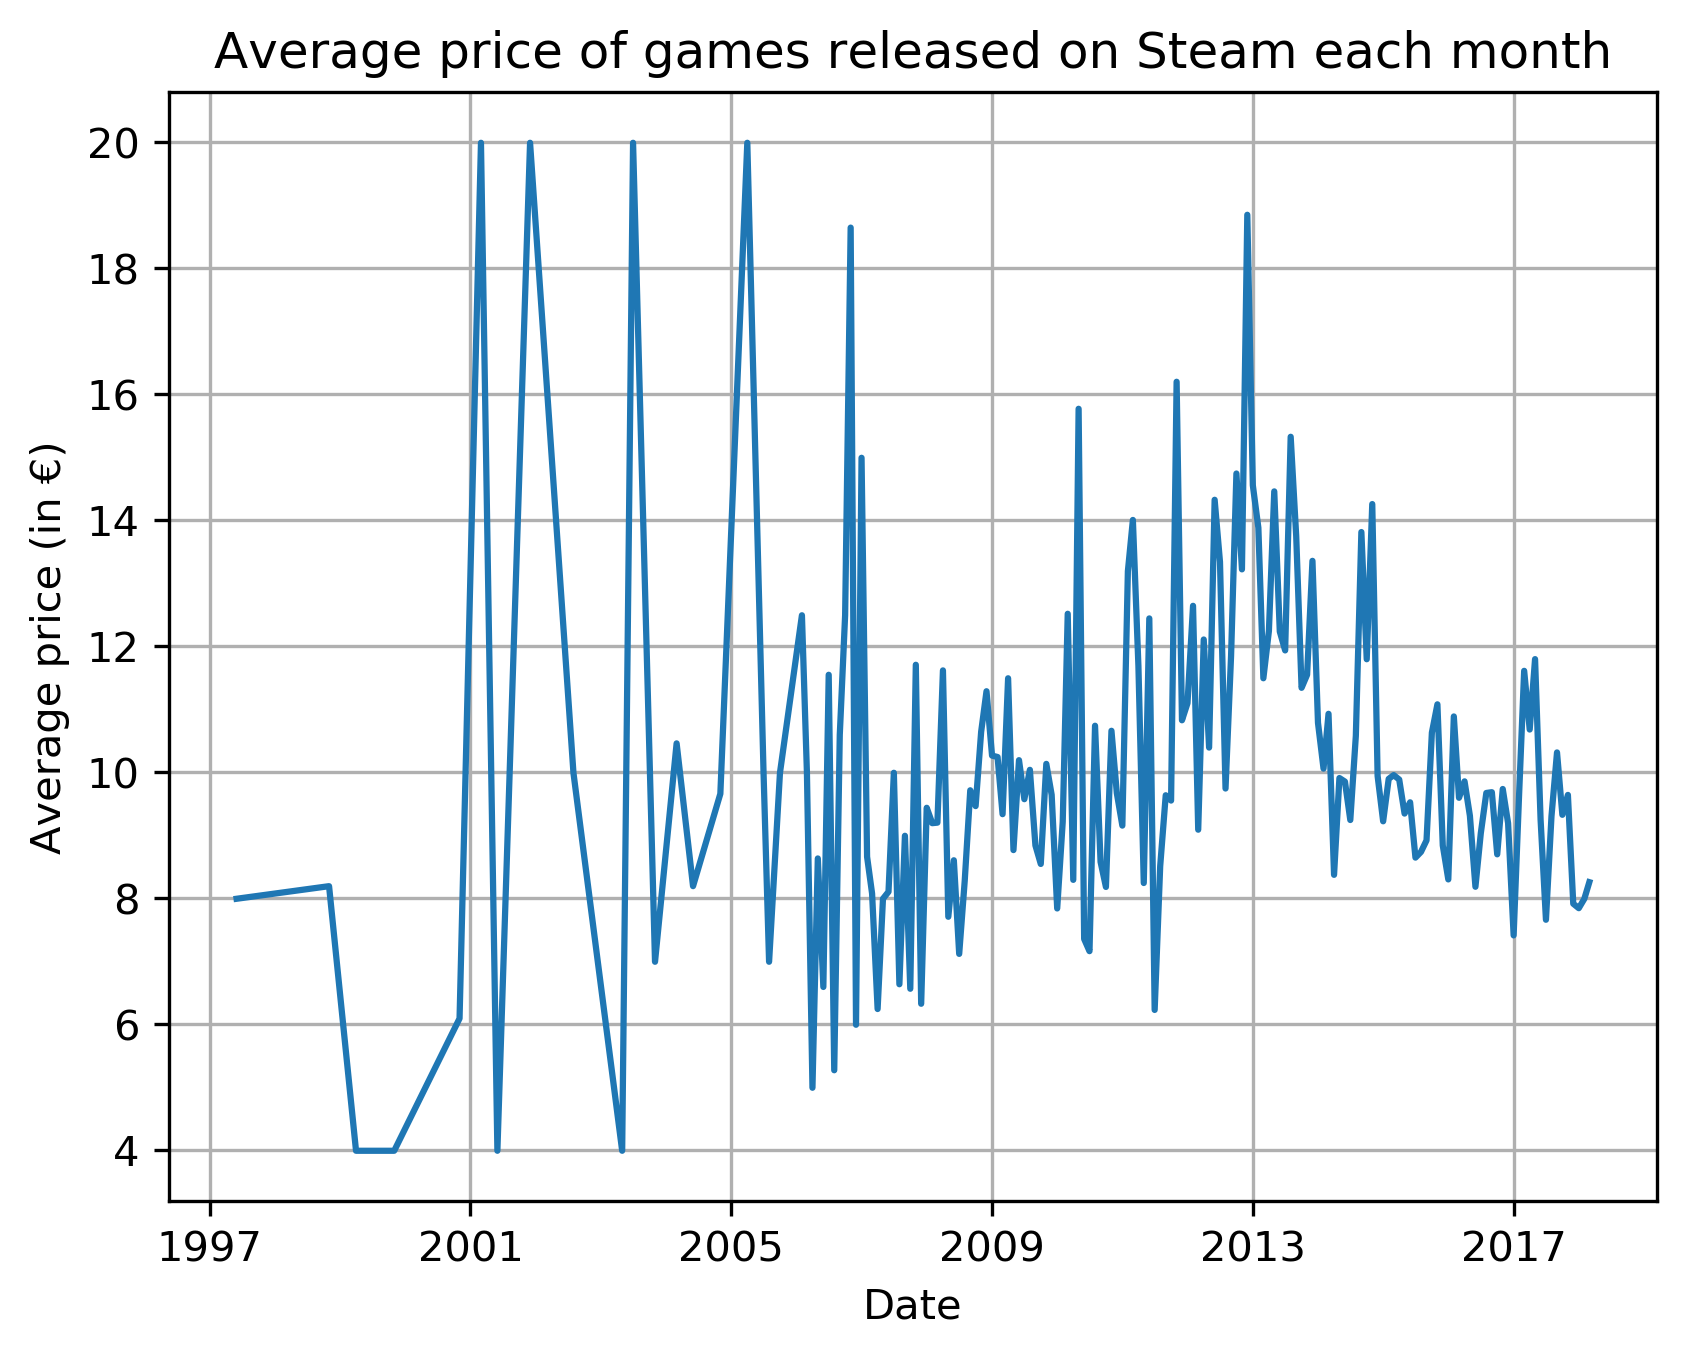 Average price of games released on Steam each month
Average price (in €)
20
18
16
14
12
10
8
6
4
1997 2001 2005 2009 2013 2017
Date